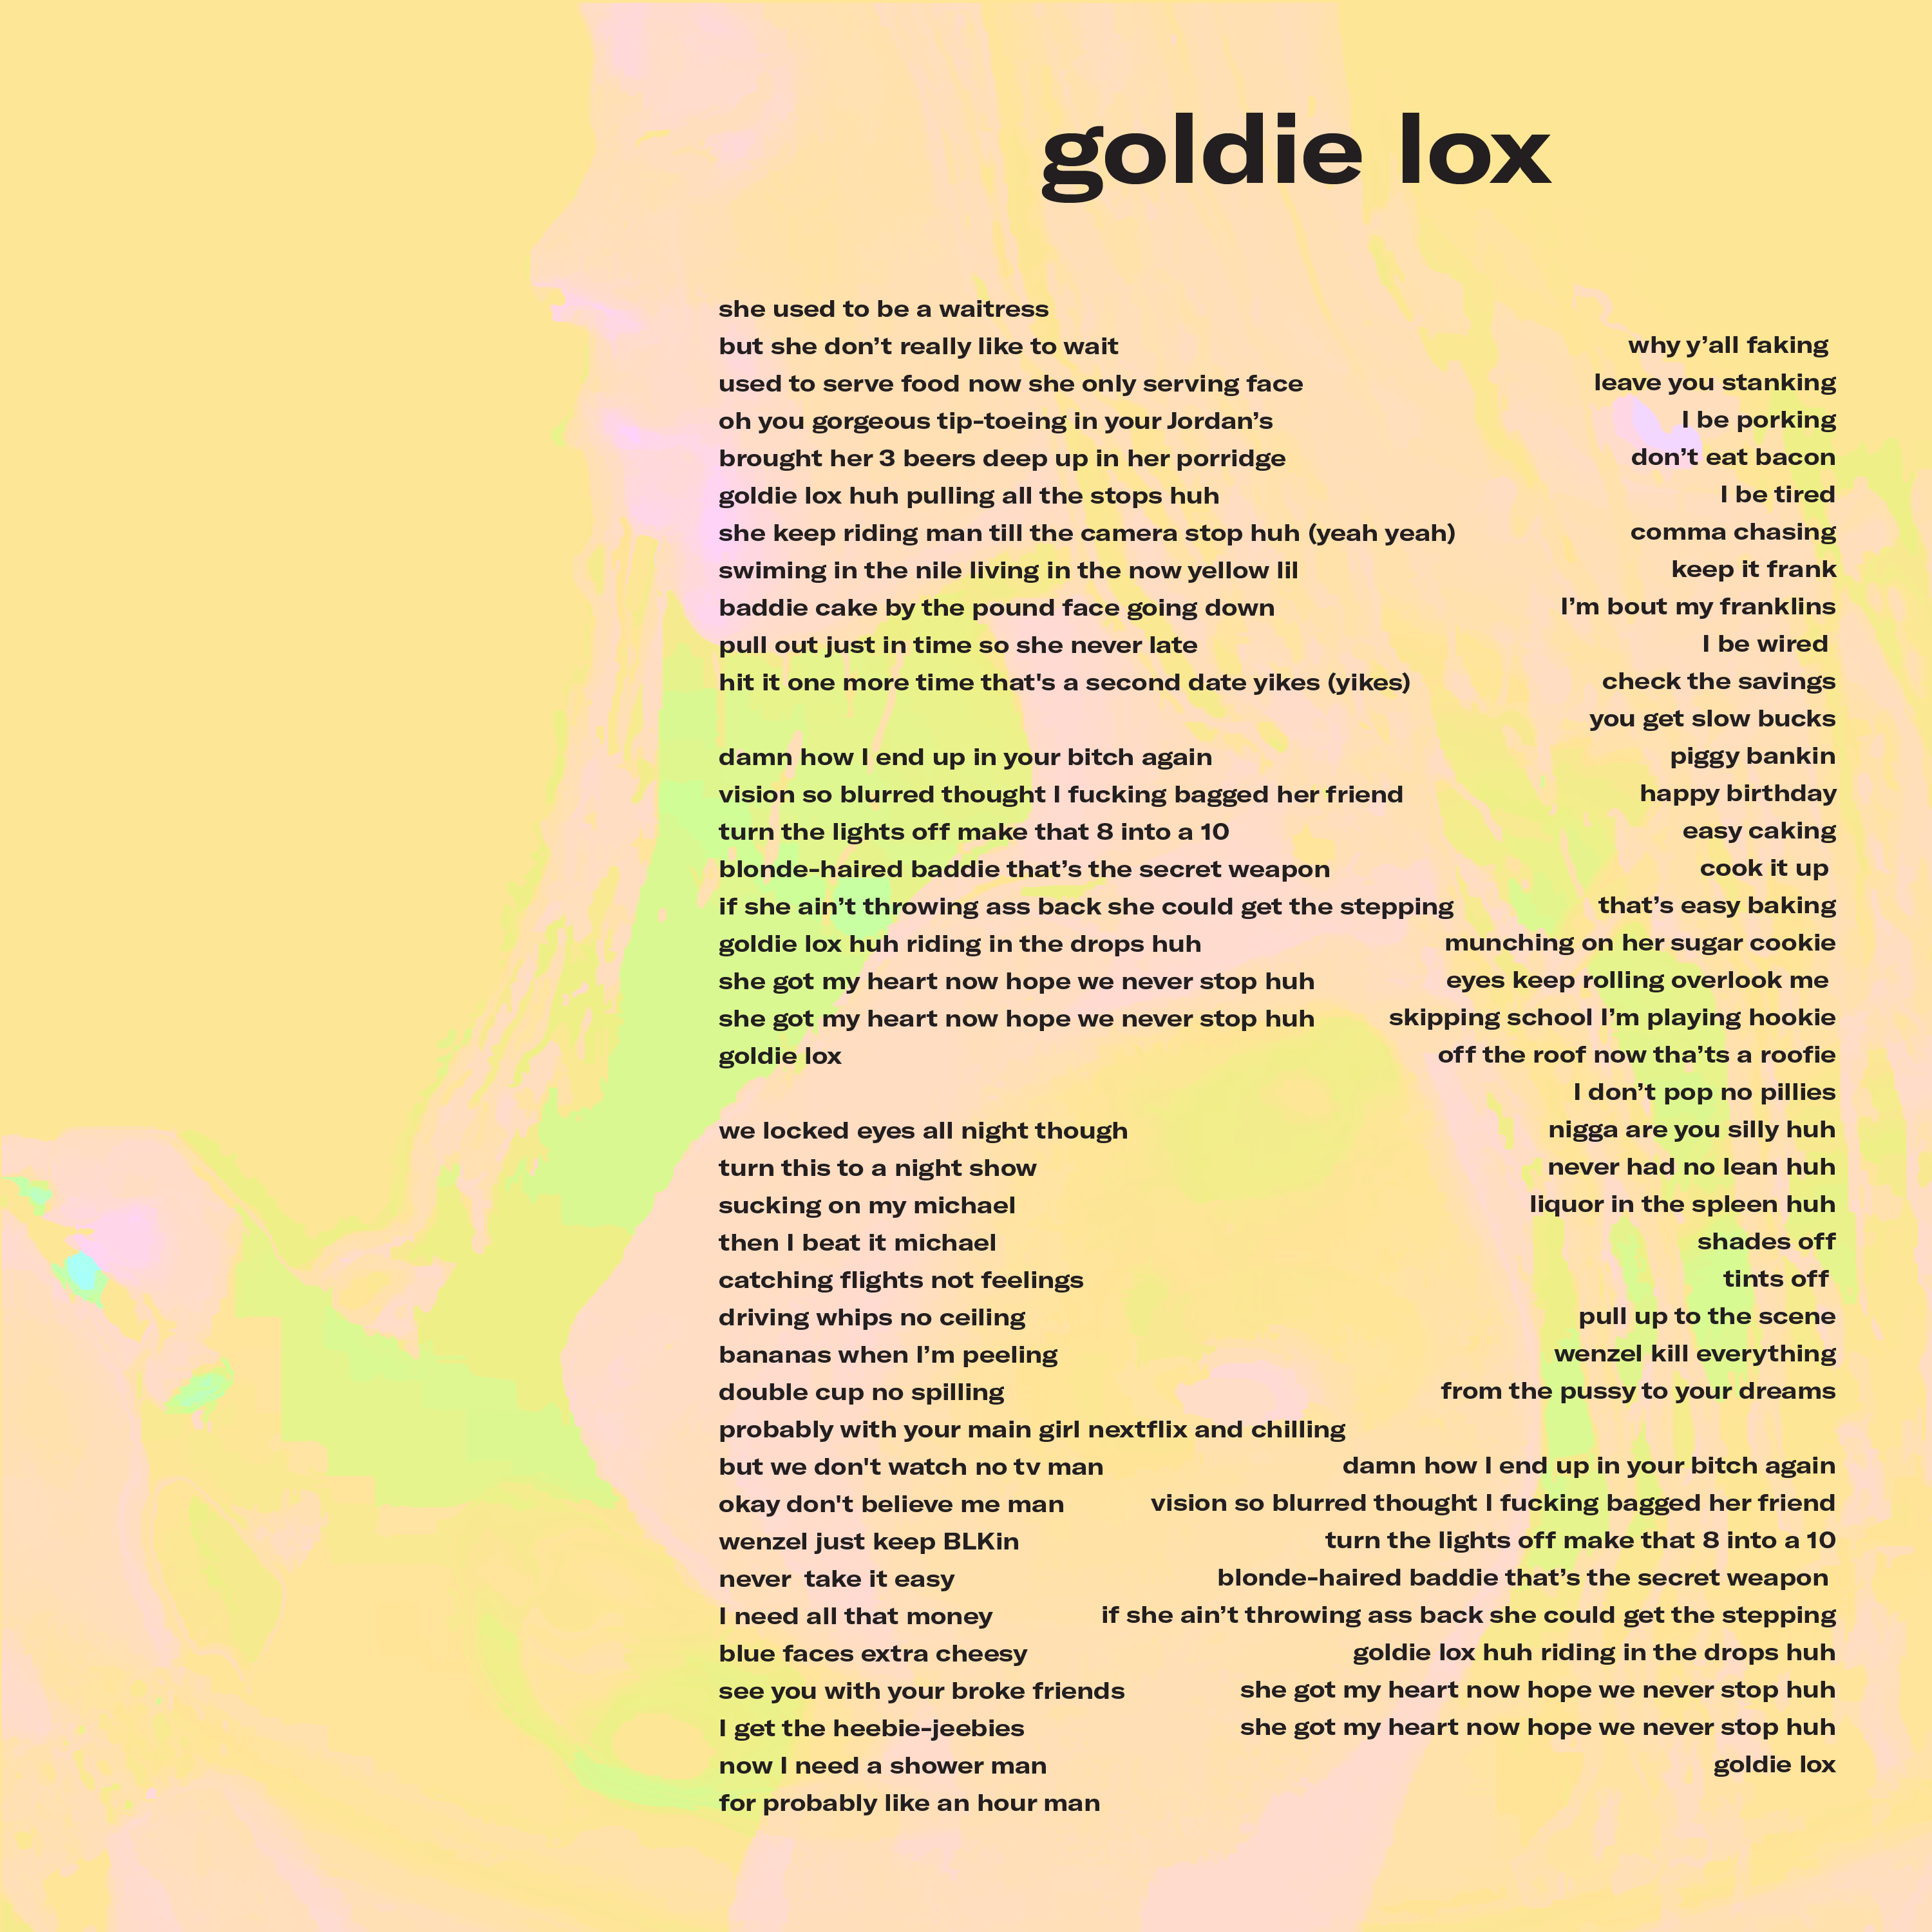 goldie lox
she used to be a waitress
but she don’t really like to wait
used to serve food now she only serving face
oh you gorgeous tip-toeing in your Jordan’s
brought her 3 beers deep up in her porridge
goldie lox huh pulling all the stops huh
she keep riding man till the camera stop huh (yeah yeah)
swiming in the nile living in the now yellow lil
baddie cake by the pound face going down
pull out just in time so she never late
hit it one more time that's a second date yikes (yikes)
damn how I end up in your bitch again
vision so blurred thought I fucking bagged her friend
turn the lights off make that 8 into a 10
blonde-haired baddie that’s the secret weapon
if she ain’t throwing ass back she could get the stepping
goldie lox huh riding in the drops huh
she got my heart now hope we never stop huh
she got my heart now hope we never stop huh
goldie lox
we locked eyes all night though
turn this to a night show
sucking on my michael
then I beat it michael
catching flights not feelings
driving whips no ceiling
bananas when I’m peeling
double cup no spilling
probably with your main girl nextflix and chilling
but we don't watch no tv man
okay don't believe me man
wenzel just keep BLKin
never  take it easy
I need all that money
blue faces extra cheesy
see you with your broke friends
I get the heebie-jeebies
now I need a shower man
for probably like an hour man
why y’all faking
leave you stanking
I be porking
don’t eat bacon
I be tired
comma chasing
keep it frank
I’m bout my franklins
I be wired
check the savings
you get slow bucks
piggy bankin
happy birthday
easy caking
cook it up
that’s easy baking
munching on her sugar cookie
eyes keep rolling overlook me
skipping school I’m playing hookie
off the roof now tha’ts a roofie
I don’t pop no pillies
nigga are you silly huh
never had no lean huh
liquor in the spleen huh
shades off
tints off
pull up to the scene
wenzel kill everything
from the pussy to your dreams
damn how I end up in your bitch again
vision so blurred thought I fucking bagged her friend
turn the lights off make that 8 into a 10
blonde-haired baddie that’s the secret weapon
if she ain’t throwing ass back she could get the stepping
goldie lox huh riding in the drops huh
she got my heart now hope we never stop huh
she got my heart now hope we never stop huh
goldie lox